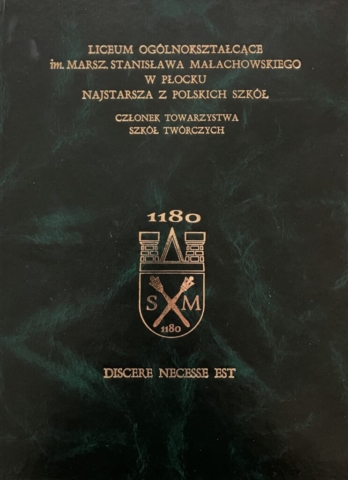 LICEUM OGÓLNOKSZTAŁCĄCE
im. MARSZ. STANISŁAWA MAŁACHOWSKIEGO
W PŁOCKU
NAJSTARSZA Z POLSKICH SZKÓŁ
CZŁONEK TOWARZYSTWA
SZKÓŁ TWÓRCZYCH
1180
S M
1180
DISCERE NECESSE EST